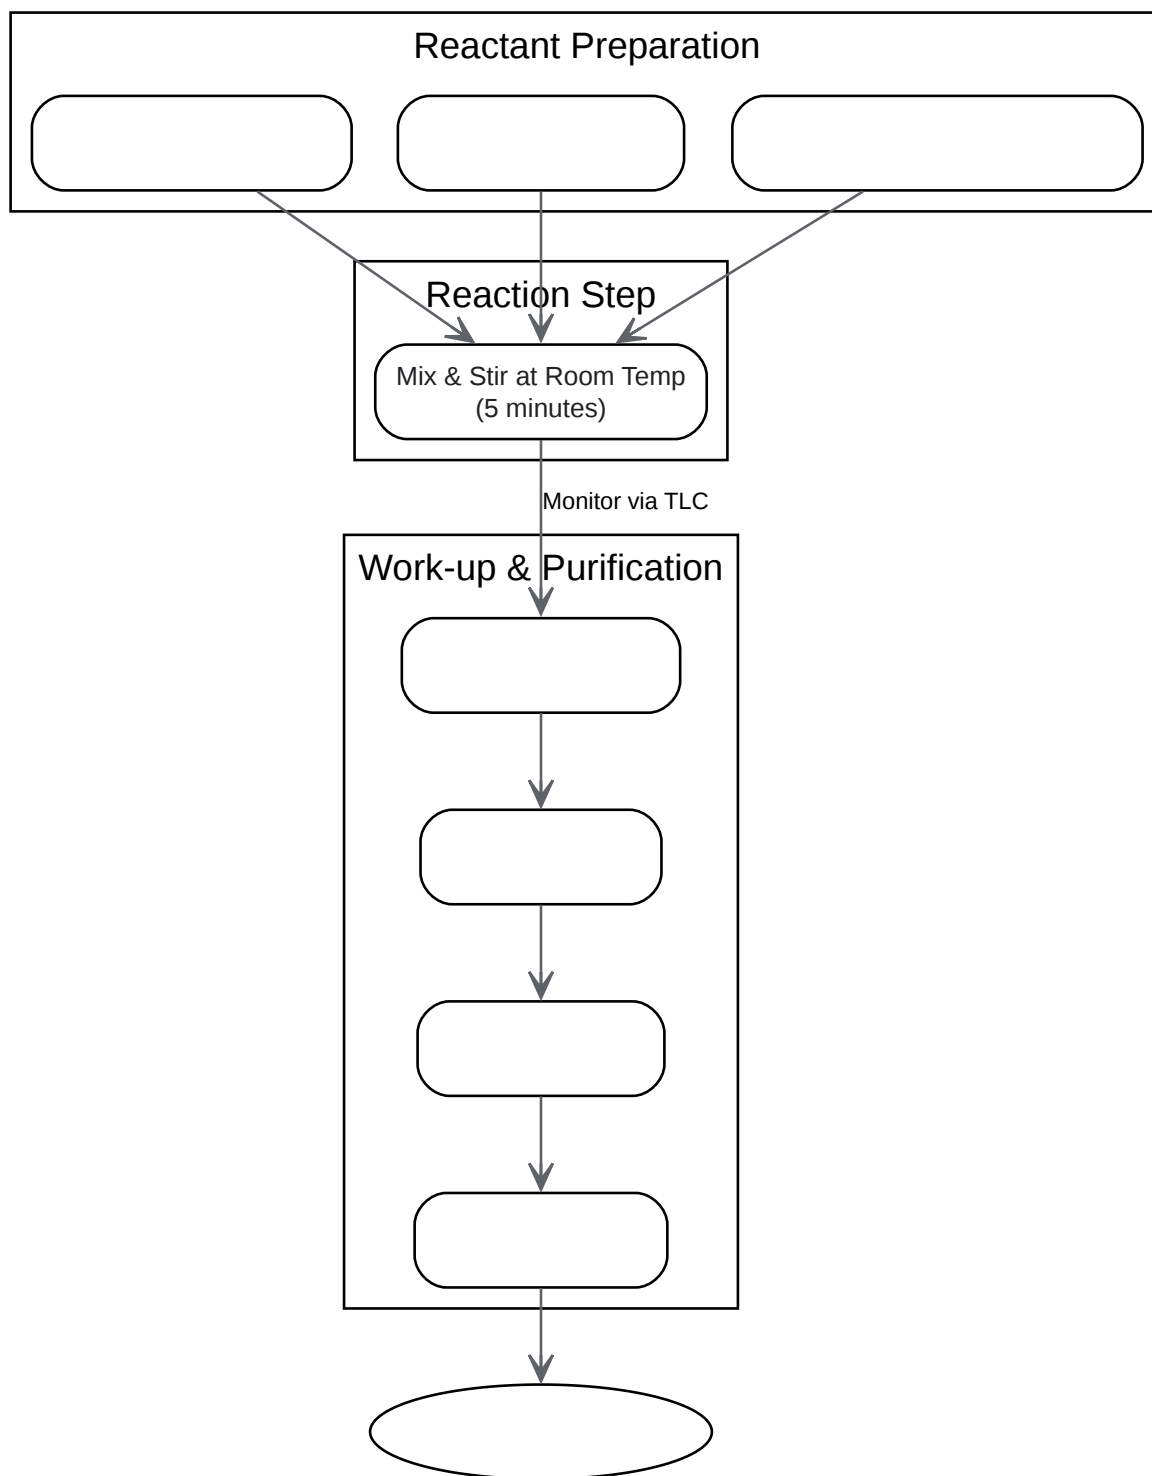 Reactant Preparation
Reaction Step
Mix & Stir at Room Temp
(5 minutes)
Monitor via TLC
Work-up & Purification